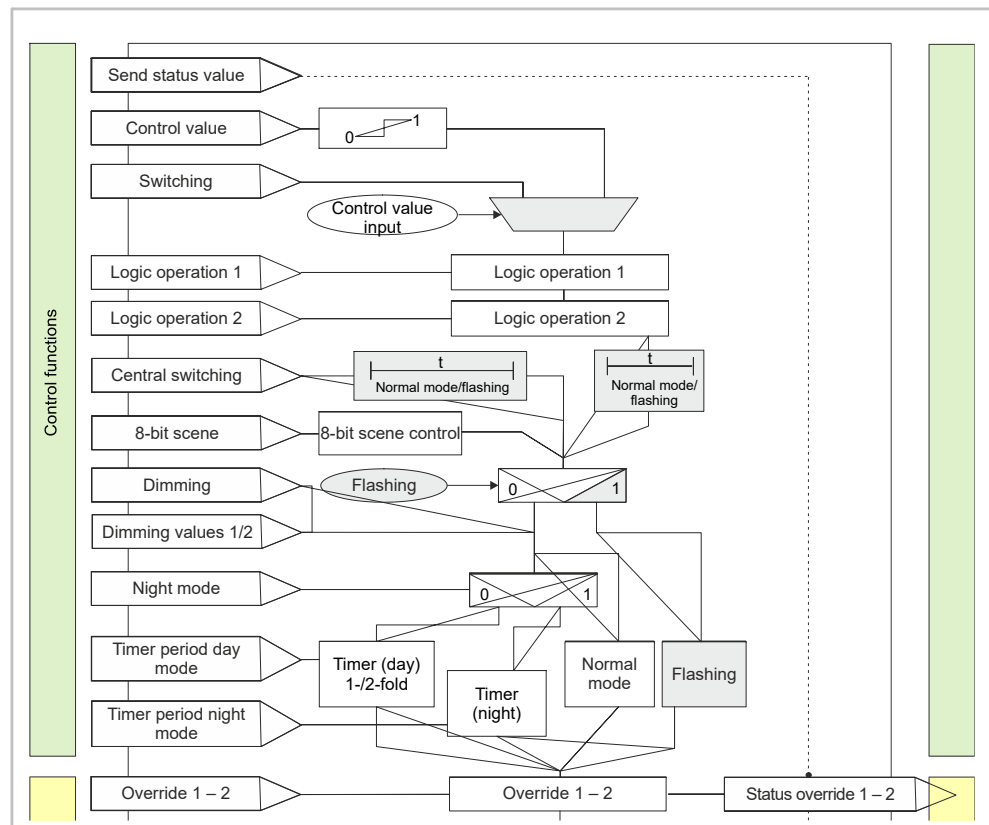 Control functions
Send status value
Control value
0
1
Switching
Control value
input
Logic operation 1
Logic operation 1
Logic operation 2
Logic operation 2
Central switching
t
Normal mode/flashing
t
Normal mode/
flashing
8-bit scene
8-bit scene control
Dimming
Flashing
0
1
Dimming values 1/2
Night mode
0
1
Timer period day
mode
Timer (day)
1-/2-fold
Timer
(night)
Normal
mode
Flashing
Timer period night
mode
Override 1 – 2
Override 1 – 2
Status override 1 – 2